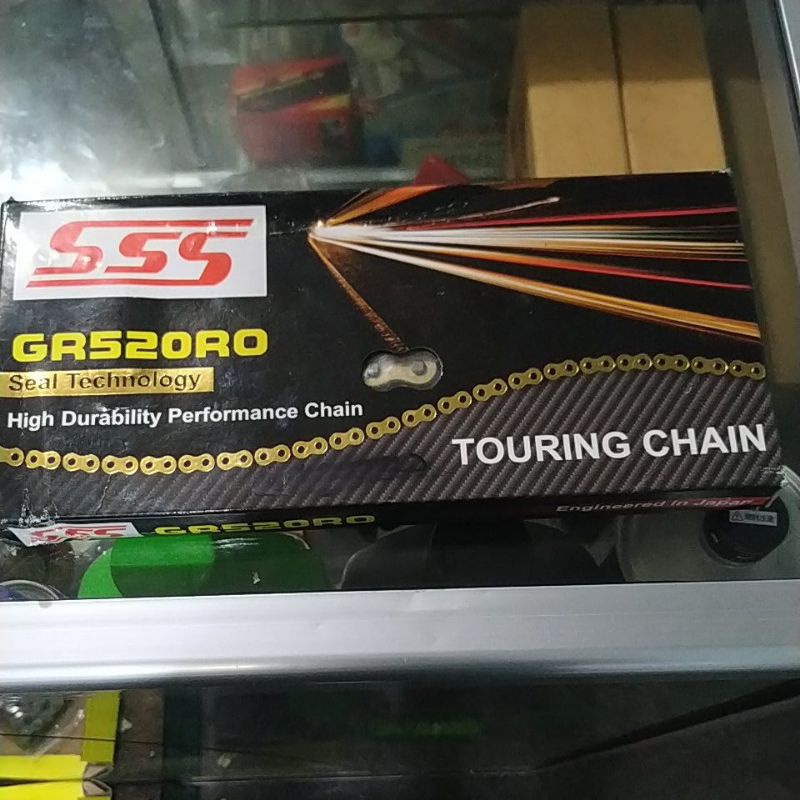 SSS
GR520RO
Seal Technology
High Durability Performance Chain
TOURING CHAIN
SSS GR520RO
Engineered in Japan